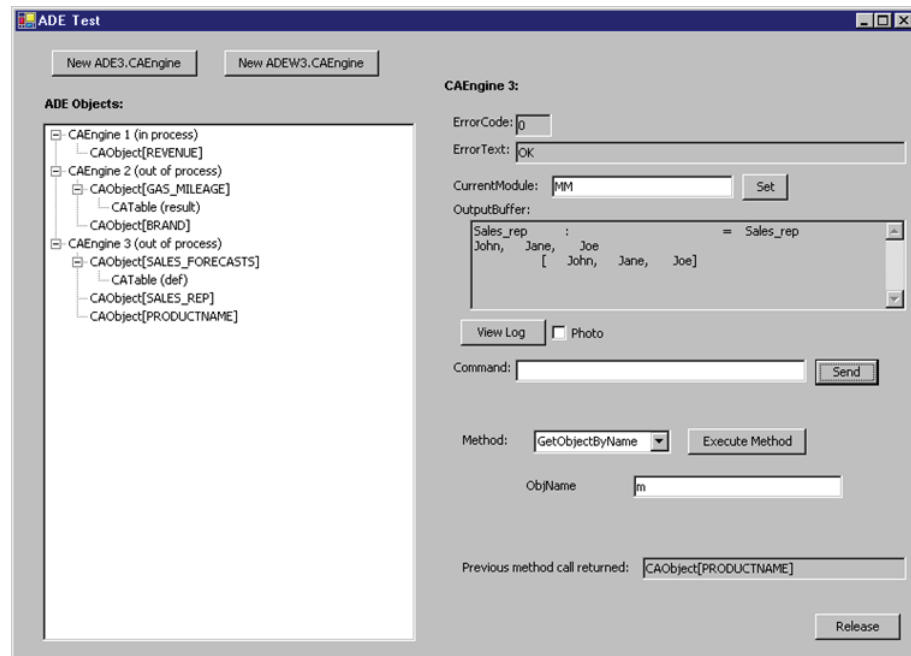 ADE Test
New ADE3.CAEngine
New ADEW3.CAEngine
ADE Objects:
CAEngine 1 (in process)
CAObject[REVENUE]
CAEngine 2 (out of process)
CAObject[GAS_MILEAGE]
CATable (result)
CAObject[BRAND]
CAEngine 3 (out of process)
CAObject[SALES_FORECASTS]
CATable (def)
CAObject[SALES_REP]
CAObject[PRODUCTNAME]
CAEngine 3:
ErrorCode: 0
ErrorText: OK
CurrentModule: MM Set
OutputBuffer:
Sales_rep : = Sales_rep
John, Jane, Joe
[ John, Jane, Joe]
View Log Photo
Command: Send
Method: GetObjectByName Execute Method
ObjName m
Previous method call returned: CAObject[PRODUCTNAME]
Release